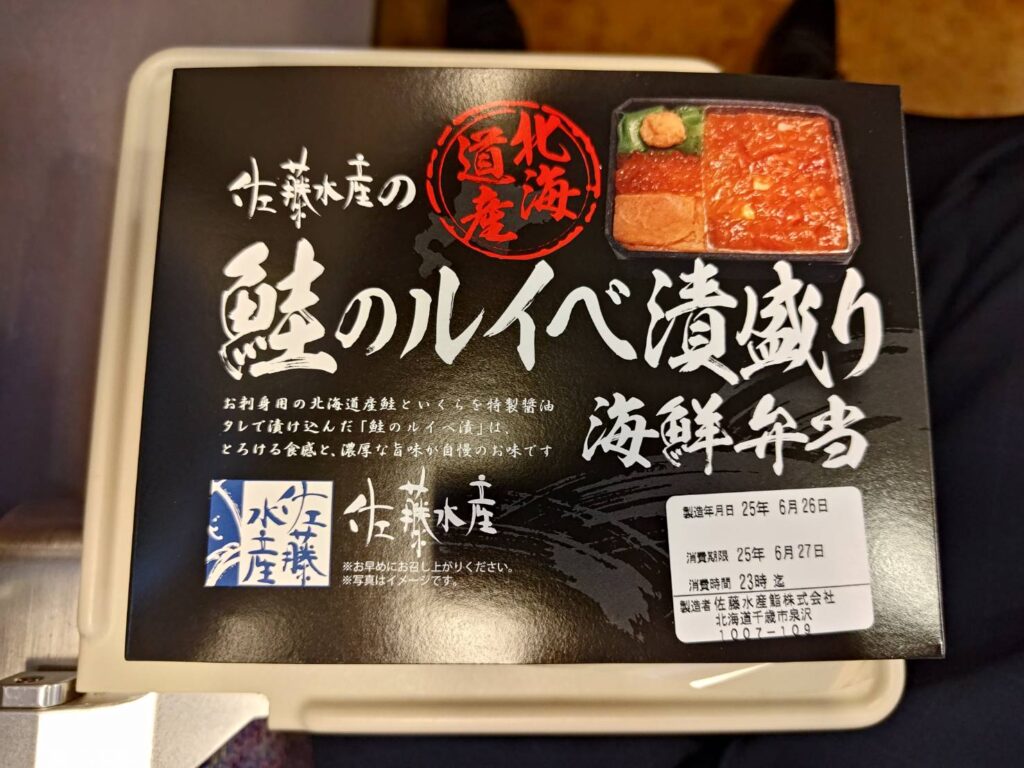 佐藤水産の
北海
道産
鮭のルイベ漬盛り
海鮮弁当
お刺身用の北海道産鮭といくらを特製醤油
タレで漬け込んだ「鮭のルイベ漬」は、
とろける食感と、濃厚な旨味が自慢のお味です
佐藤
水産
佐藤水産
※お早めにお召し上がりください。
※写真はイメージです。
製造年月日 25年 6月26日
消費期限 25年 6月27日
消費時間 23時 迄
製造者 佐藤水産鮨株式会社
北海道千歳市泉沢
1007-109